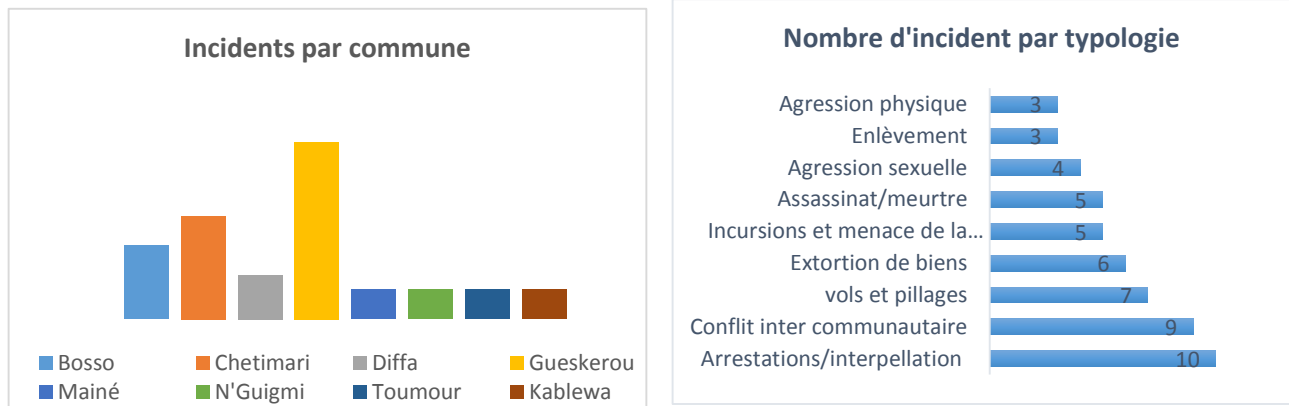 Incidents par commune
Bosso Chetimari Diffa Gueskerou
Mainé N'Guigmi Toumour Kablewa
Nombre d'incident par typologie
Agression physique 3
Enlèvement 3
Agression sexuelle 4
Assassinat/meurtre 5
Incursions et menace de la... 5
Extortion de biens 6
vols et pillages 7
Conflit inter communautaire 9
Arrestations/interpellation 10